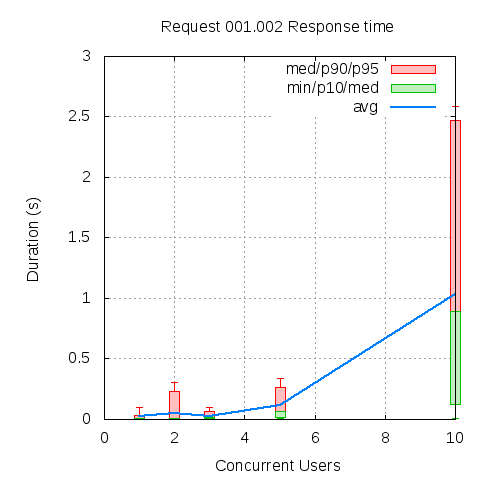 Request 001.002 Response time
med/p90/p95
min/p10/med
avg
3
2.5
2
1.5
1
0.5
0
0 2 4 6 8 10
Duration (s)
Concurrent Users